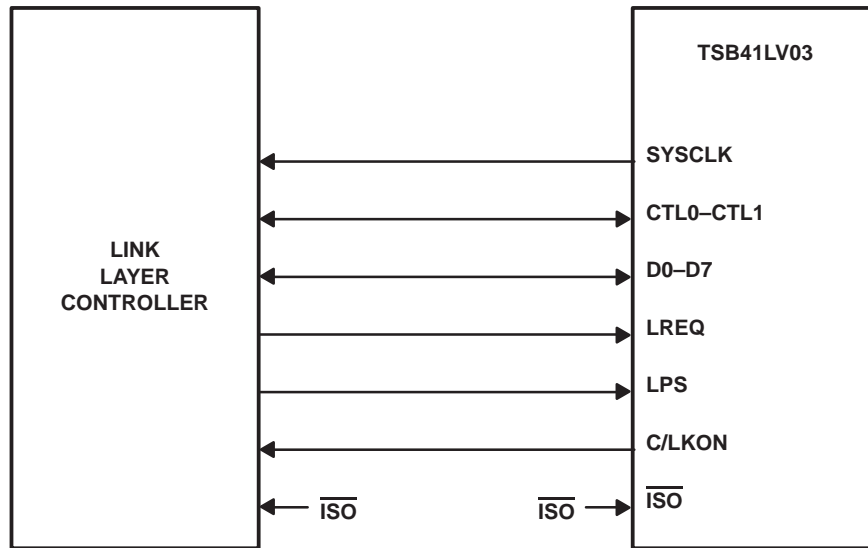 TSB41LV03
SYSCLK
CTL0–CTL1
LINK
LAYER
CONTROLLER
D0–D7
LREQ
LPS
C/LKON
ISO
ISO
ISO